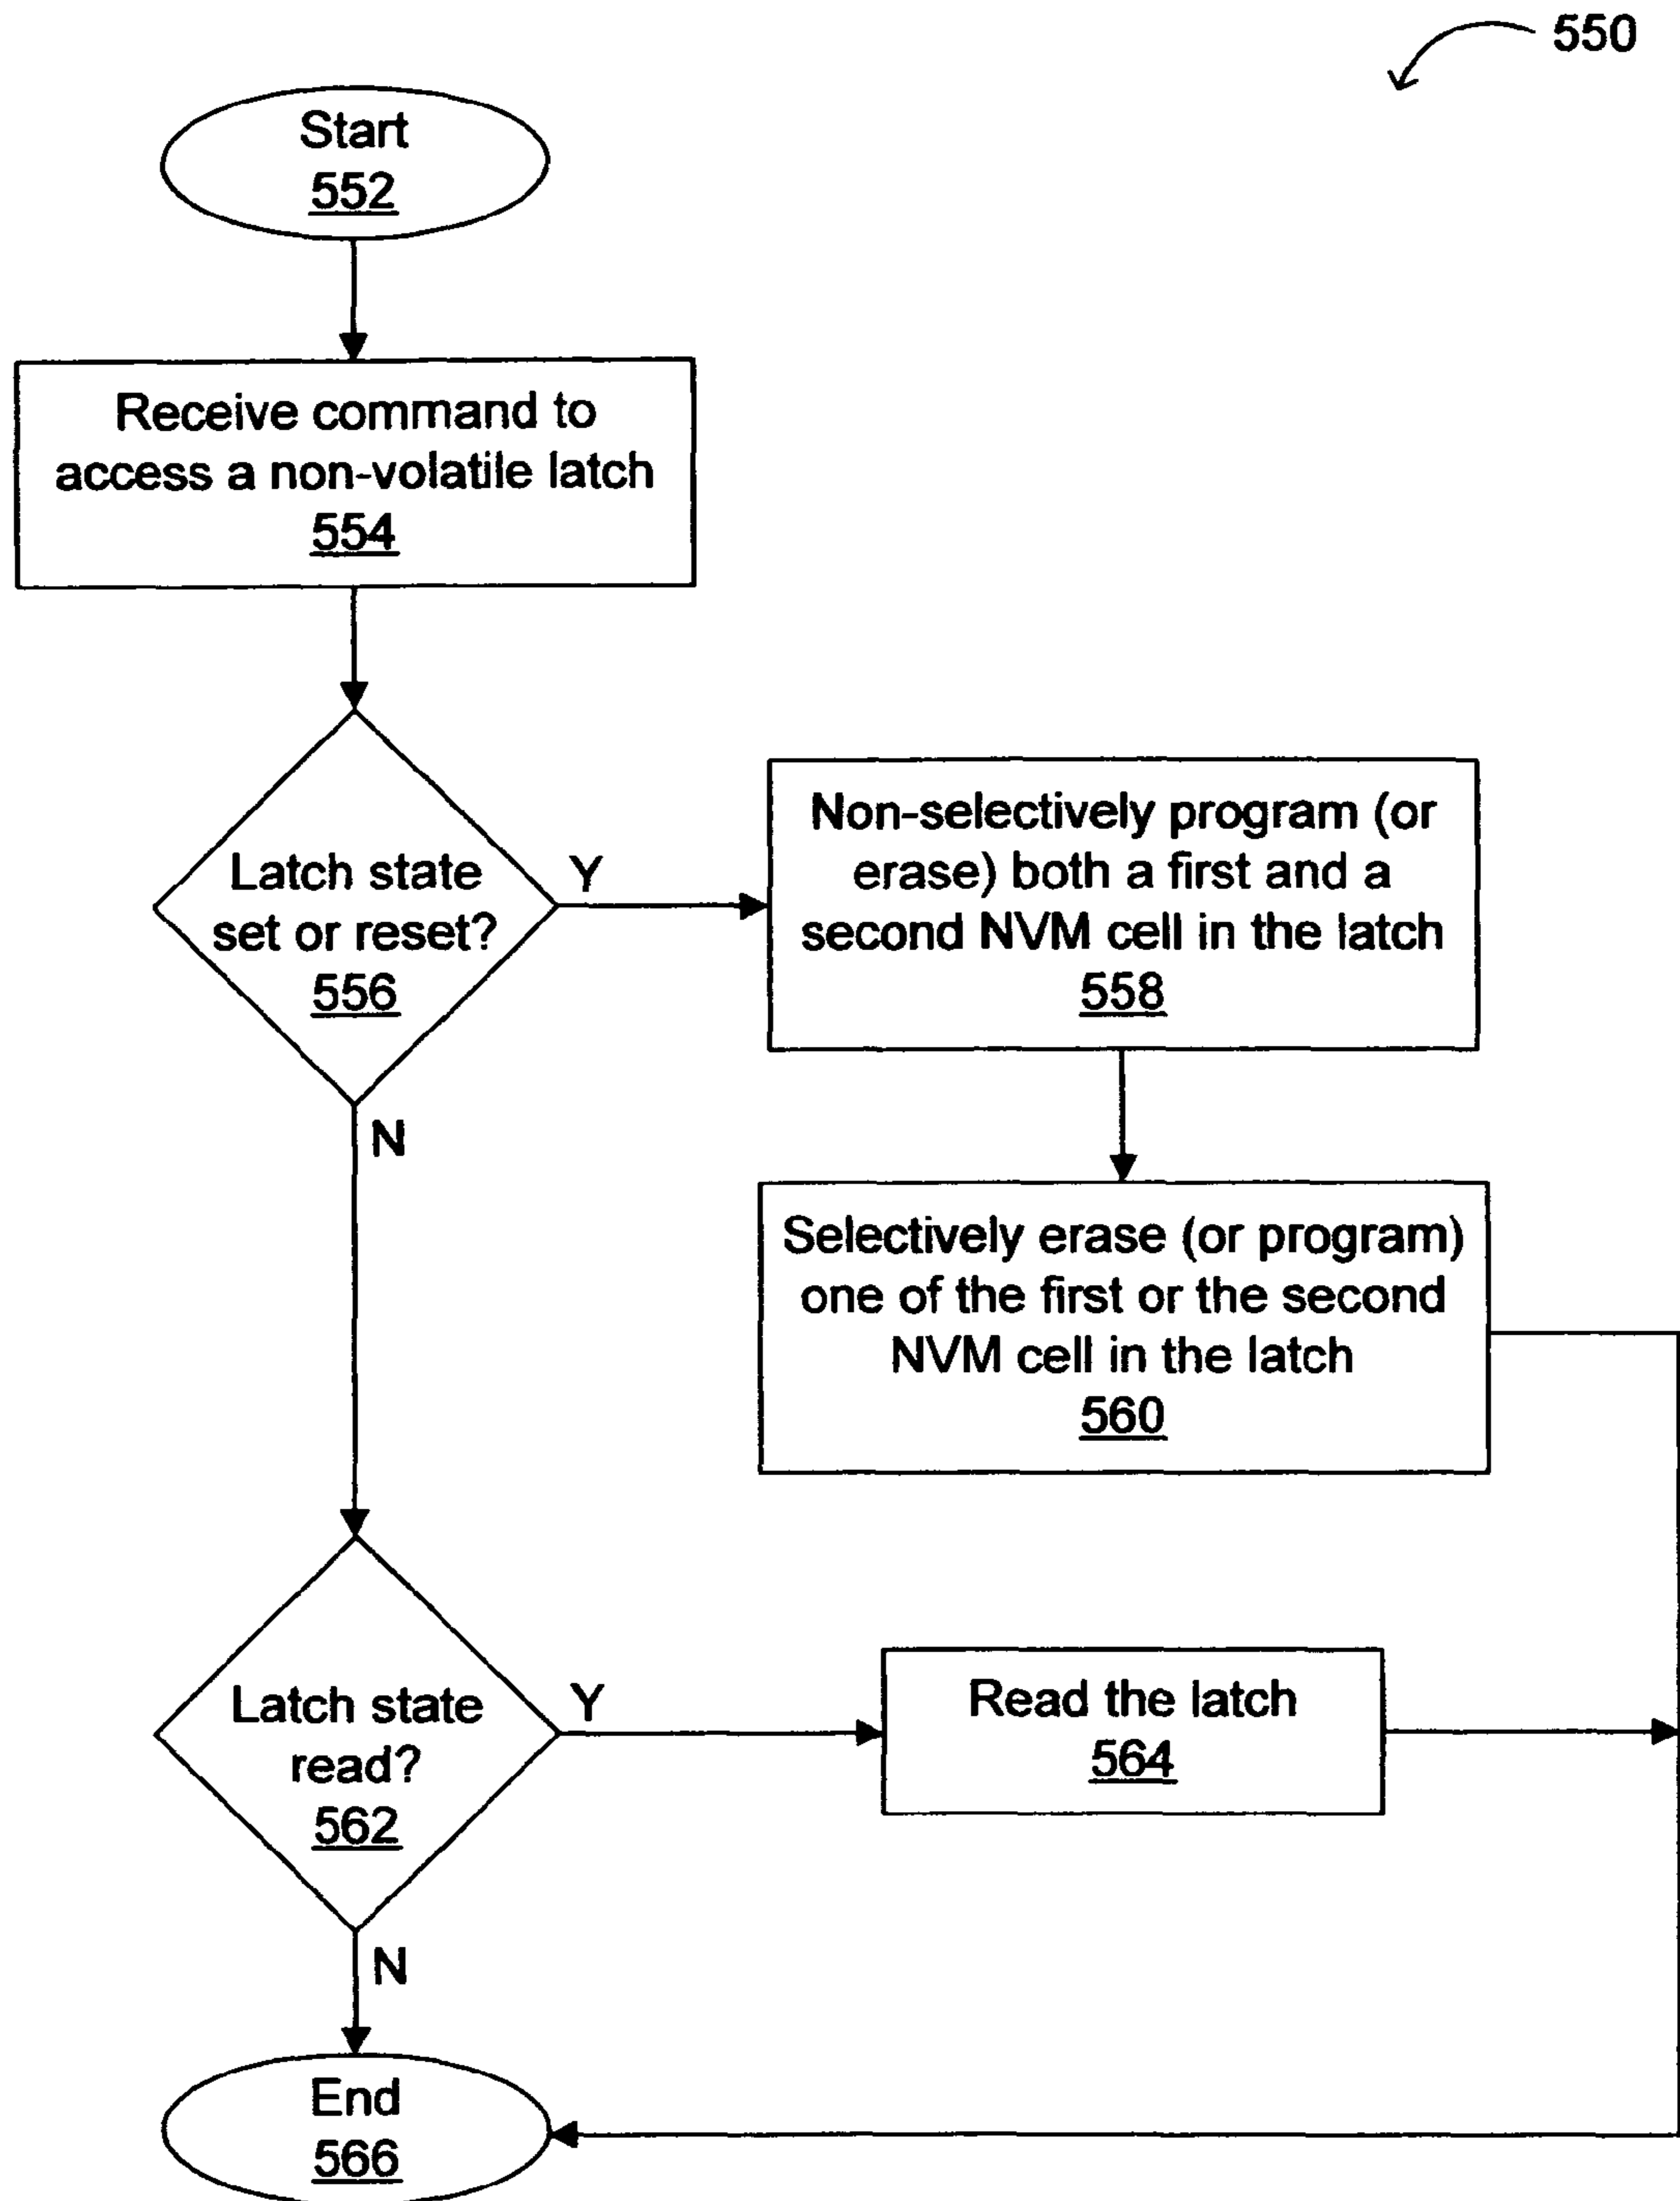 550
Start
552
Receive command to
access a non-volatile latch
554
Latch state
set or reset?
556
Y
N
Non-selectively program (or
erase) both a first and a
second NVM cell in the latch
558
Selectively erase (or program)
one of the first or the second
NVM cell in the latch
560
Latch state
read?
562
Y
N
Read the latch
564
End
566